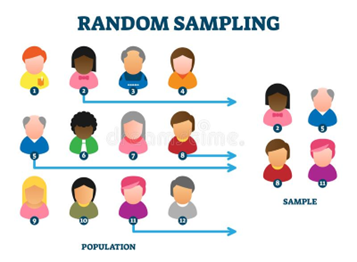 RANDOM SAMPLING
1 2 3 4
5 6 7 8
9 10 11 12
2 5
8 11
SAMPLE
POPULATION
dreamstime